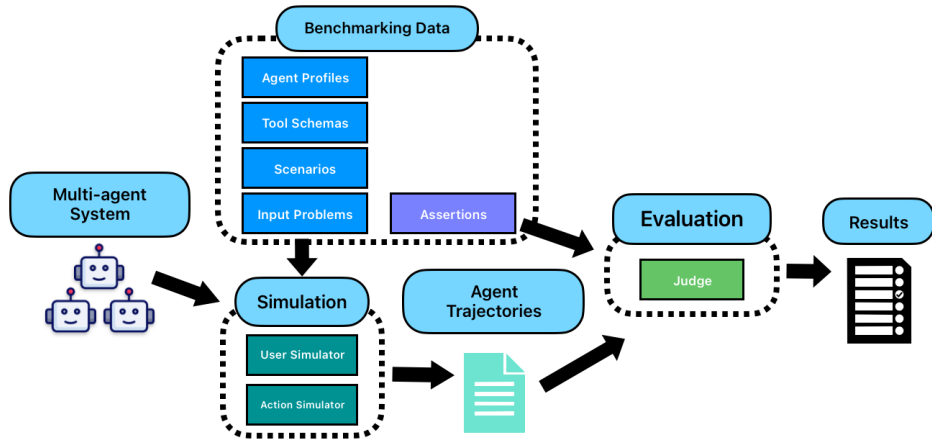 Benchmarking Data
Agent Profiles
Tool Schemas
Scenarios
Input Problems
Assertions
Multi-agent
System
Simulation
User Simulator
Action Simulator
Agent
Trajectories
Evaluation
Judge
Results